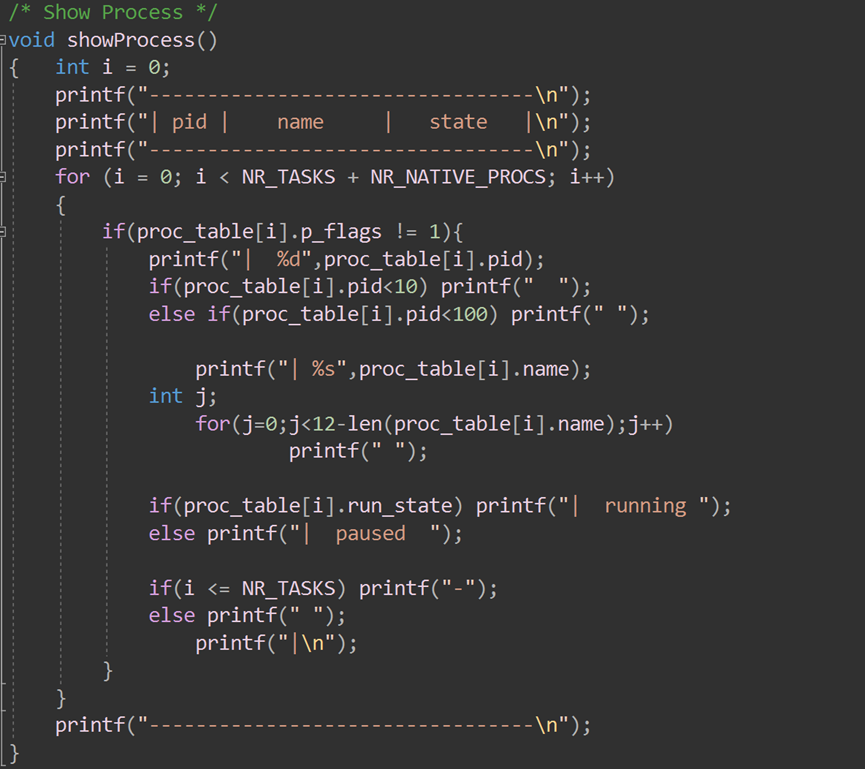 /* Show Process */
void showProcess()
{   int i = 0;
    printf("---------------------------------\n");
    printf("| pid |    name     |   state   |\n");
    printf("---------------------------------\n");
    for (i = 0; i < NR_TASKS + NR_NATIVE_PROCS; i++)
    {
        if(proc_table[i].p_flags != 1){
            printf("|  %d",proc_table[i].pid);
            if(proc_table[i].pid<10) printf("  ");
            else if(proc_table[i].pid<100) printf(" ");

                printf("| %s",proc_table[i].name);
            int j;
                for(j=0;j<12-len(proc_table[i].name);j++)
                        printf(" ");

            if(proc_table[i].run_state) printf("|  running ");
            else printf("|  paused  ");

            if(i <= NR_TASKS) printf("-");
            else printf(" ");
                printf("|\n");
        }
    }
    printf("---------------------------------\n");
}